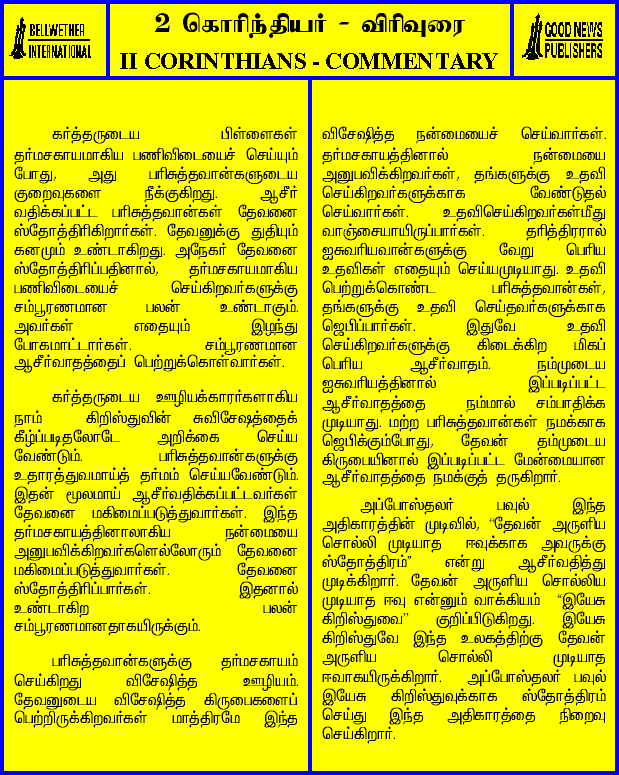 BELLWETHER
INTERNATIONAL
2 கொரிந்தியர் - விரிவுரை
II CORINTHIANS - COMMENTARY
GOOD NEWS
PUBLISHERS
கர்த்தருடைய பிள்ளைகள்
தர்மசகாயமாகிய பணிவிடையைச் செய்யும்
போது, அது பரிசுத்தவான்களுடைய
குறைவுகளை நீக்குகிறது. ஆசீர்
வதிக்கப்பட்ட பரிசுத்தவான்கள் தேவனை
ஸ்தோத்திரிகிறார்கள். தேவனுக்கு துதியும்
கனமும் உண்டாகிறது. அநேகர் தேவனை
ஸ்தோத்திரிப்பதினால், தர்மசகாயமாகிய
பணிவிடையைச் செய்கிறவர்களுக்கு
சம்பூரணமான பலன் உண்டாகும்.
அவர்கள் எதையும் இழந்து
போகமாட்டார்கள். சம்பூரணமான
ஆசீர்வாதத்தைப் பெற்றுக்கொள்வார்கள்.
கர்த்தருடைய ஊழியக்காரர்களாகிய
நாம் கிறிஸ்துவின் சுவிசேஷத்தைக்
கீழ்ப்படிதலோடே அறிக்கை செய்ய
வேண்டும். பரிசுத்தவான்களுக்கு
உதாரத்துவமாய்த் தர்மம் செய்யவேண்டும்.
இதன் மூலமாய் ஆசீர்வதிக்கப்பட்டவர்கள்
தேவனை மகிமைப்படுத்துவார்கள். இந்த
தர்மசகாயத்தினாலாகிய நன்மையை
அனுபவிக்கிறவர்களெல்லோரும் தேவனை
மகிமைப்படுத்துவார்கள். தேவனை
ஸ்தோத்திரிப்பார்கள். இதனால்
உண்டாகிற பலன்
சம்பூரணமானதாகயிருக்கும்.
பரிசுத்தவான்களுக்கு தர்மசகாயம்
செய்கிறது விசேஷித்த ஊழியம்.
தேவனுடைய விசேஷித்த கிருபைகளைப்
பெற்றிருக்கிறவர்கள் மாத்திரமே இந்த
விசேஷித்த நன்மையைச் செய்வார்கள்.
தர்மசகாயத்தினால் நன்மையை
அனுபவிக்கிறவர்கள், தங்களுக்கு உதவி
செய்கிறவர்களுக்காக வேண்டுதல்
செய்வார்கள். உதவிசெய்கிறவர்கள்மீது
வாஞ்சையாயிருப்பார்கள். தரித்திரரால்
ஐசுவரியவான்களுக்கு வேறு பெரிய
உதவிகள் எதையும் செய்யமுடியாது. உதவி
பெற்றுக்கொண்ட பரிசுத்தவான்கள்,
தங்களுக்கு உதவி செய்தவர்களுக்காக
ஜெபிப்பார்கள். இதுவே உதவி
செய்கிறவர்களுக்கு கிடைக்கிற மிகப்
பெரிய ஆசீர்வாதம். நம்முடைய
ஐசுவரியத்தினால் இப்படிப்பட்ட
ஆசீர்வாதத்தை நம்மால் சம்பாதிக்க
முடியாது. மற்ற பரிசுத்தவான்கள் நமக்காக
ஜெபிக்கும்போது, தேவன் தம்முடைய
கிருபையினால் இப்படிப்பட்ட மேன்மையான
ஆசீர்வாதத்தை நமக்குத் தருகிறார்.
அப்போஸ்தலர் பவுல் இந்த
அதிகாரத்தின் முடிவில், “தேவன் அருளிய
சொல்லி முடியாத ஈவுக்காக அவருக்கு
ஸ்தோத்திரம்” என்று ஆசீர்வதித்து
முடிக்கிறார். தேவன் அருளிய சொல்லிய
முடியாத ஈவு என்னும் வாக்கியம் “இயேசு
கிறிஸ்துவை” குறிப்பிடுகிறது. இயேசு
கிறிஸ்துவே இந்த உலகத்திற்கு தேவன்
அருளிய சொல்லி முடியாத
ஈவாகயிருக்கிறார். அப்போஸ்தலர் பவுல்
இயேசு கிறிஸ்துவுக்காக ஸ்தோத்திரம்
செய்து இந்த அதிகாரத்தை நிறைவு
செய்கிறார்.